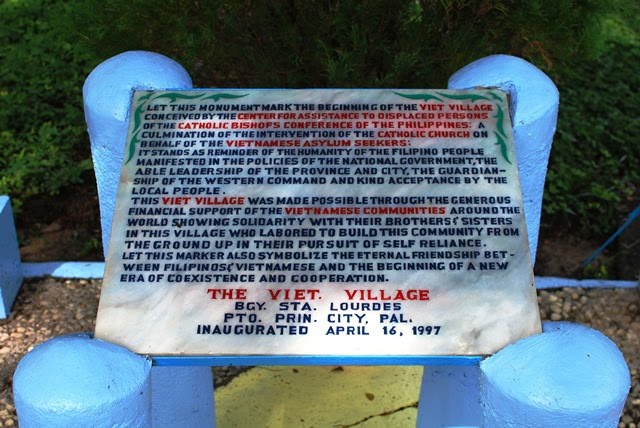 LET THIS MONUMENT MARK THE BEGINNING OF THE VIET VILLAGE
CONCEIVED BY THE CENTER FOR ASSISTANCE TO DISPLACED PERSONS
OF THE CATHOLIC BISHOPS CONFERENCE OF THE PHILIPPINES; A
CULMINATION OF THE INTERVENTION OF THE CATHOLIC CHURCH ON
BEHALF OF THE VIETNAMESE ASYLUM SEEKERS;
IT STANDS AS REMINDER OF THE HUMANITY OF THE FILIPINO PEOPLE
MANIFESTED IN THE POLICIES OF THE NATIONAL GOVERNMENT, THE
ABLE LEADERSHIP OF THE PROVINCE AND CITY, THE GUARDIAN-
SHIP OF THE WESTERN COMMAND AND KIND ACCEPTANCE BY THE
LOCAL PEOPLE.
THIS VIET VILLAGE WAS MADE POSSIBLE THROUGH THE GENEROUS
FINANCIAL SUPPORT OF THE VIETNAMESE COMMUNITIES AROUND THE
WORLD SHOWING SOLIDARITY WITH THEIR BROTHERS & SISTERS
IN THIS VILLAGE WHO LABORED TO BUILD THIS COMMUNITY FROM
THE GROUND UP IN THEIR PURSUIT OF SELF RELIANCE.
LET THIS MARKER ALSO SYMBOLIZE THE ETERNAL FRIENDSHIP BET-
WEEN FILIPINOS & VIETNAMESE AND THE BEGINNING OF A NEW
ERA OF COEXISTENCE AND COOPERATION.
THE VIET. VILLAGE
BGY. STA. LOURDES
PTO. PRIN. CITY, PAL.
INAUGURATED APRIL 16, 1997